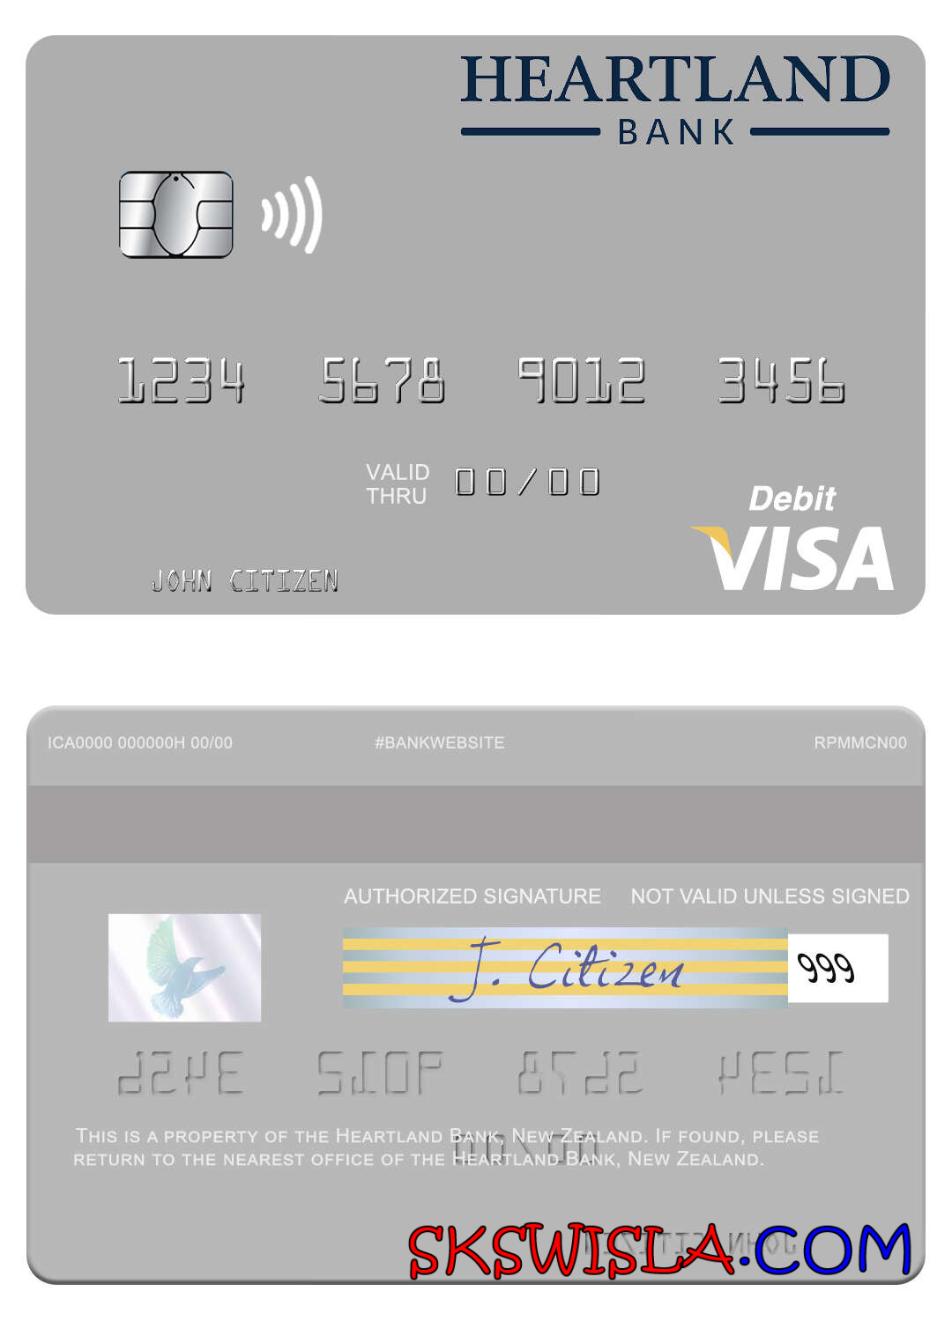 HEARTLAND
BANK
1234 5678 9012 3456
VALID THRU 00/00
Debit
VISA
JOHN CITIZEN
ICA0000 000000H 00/00 #BANKWEBSITE RPMMCN00
AUTHORIZED SIGNATURE NOT VALID UNLESS SIGNED
J. Citizen 999
THIS IS A PROPERTY OF THE HEARTLAND BANK, NEW ZEALAND. IF FOUND, PLEASE
RETURN TO THE NEAREST OFFICE OF THE HEARTLAND BANK, NEW ZEALAND.
SKSWISLA.COM